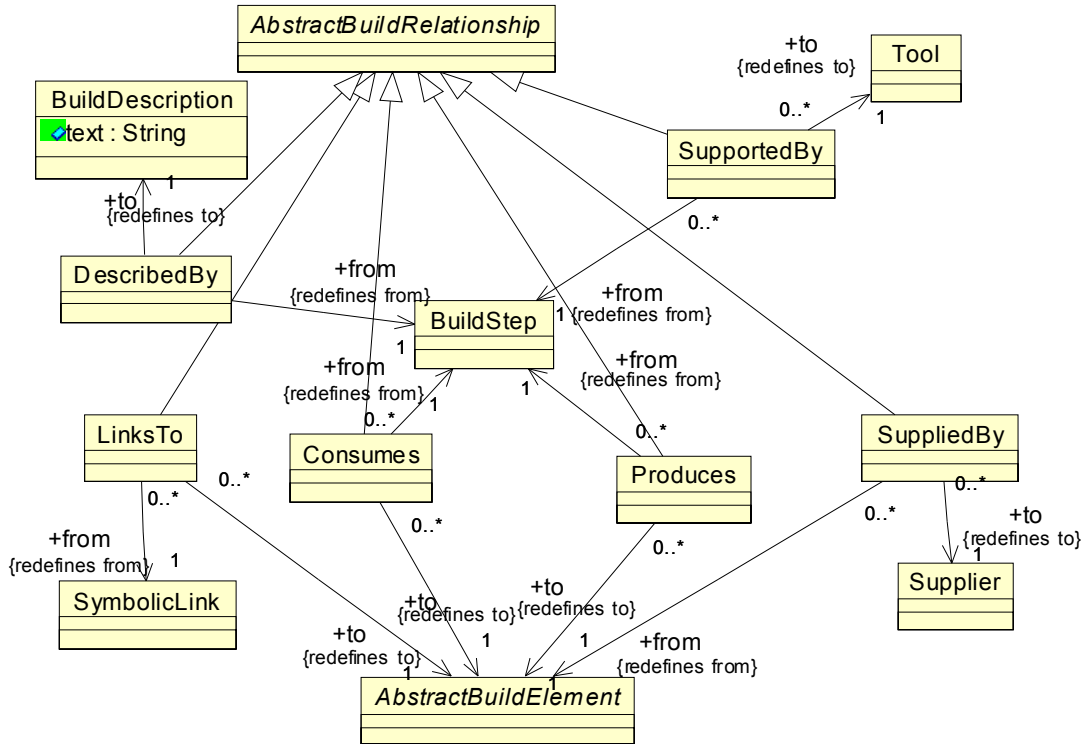 AbstractBuildRelationship
+to
{redefines to}
Tool
0..*
1
BuildDescription
text : String
SupportedBy
1
+to
{redefines to}
0..*
DescribedBy
+from
{redefines from}
+from
{redefines from}
1
BuildStep
1
+from
{redefines from}
1
+from
{redefines from}
1
0..*
0..*
LinksTo
Consumes
Produces
SuppliedBy
0..*
0..*
0..*
0..*
0..*
0..*
+from
{redefines from}
1
+to
{redefines to}
1
SymbolicLink
Supplier
+to
{redefines to}
+to
{redefines to}
1
1
+to
{redefines to}
1
+from
{redefines from}
1
AbstractBuildElement